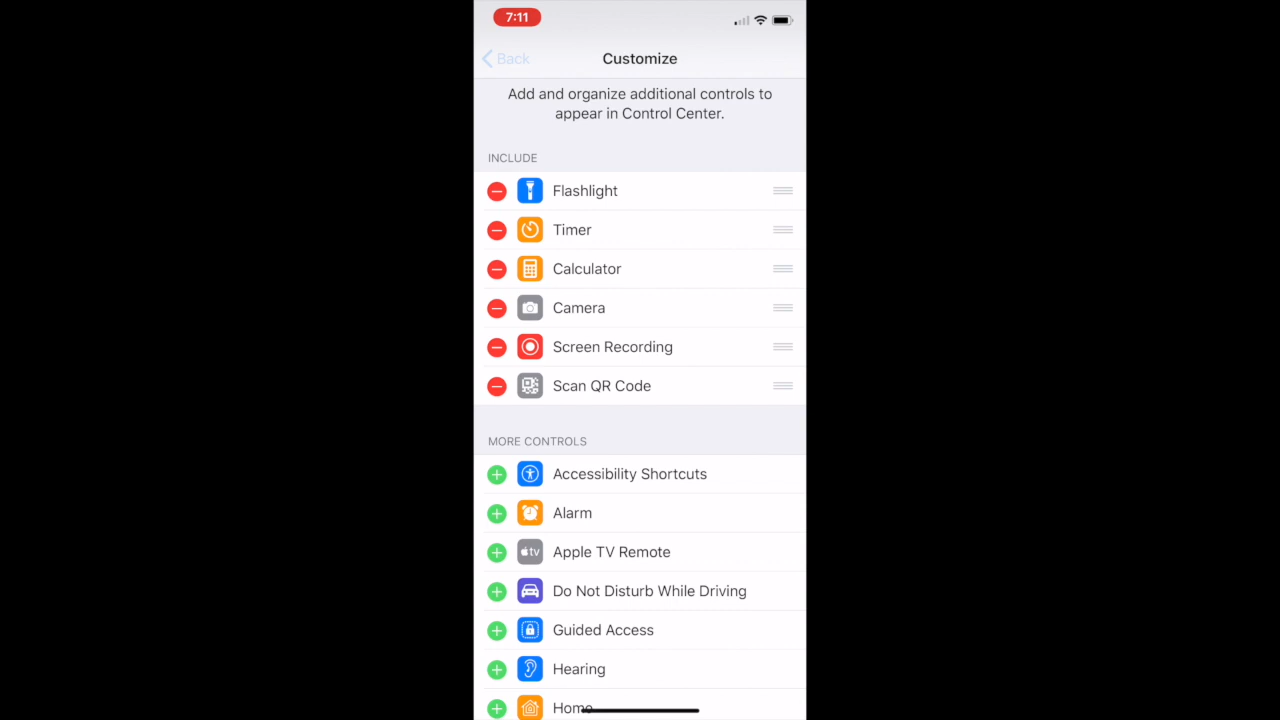 7:11
Back
Customize
Add and organize additional controls to
appear in Control Center.
INCLUDE
Flashlight
Timer
Calculator
Camera
Screen Recording
Scan QR Code
MORE CONTROLS
Accessibility Shortcuts
Alarm
tv Apple TV Remote
Do Not Disturb While Driving
Guided Access
Hearing
Home